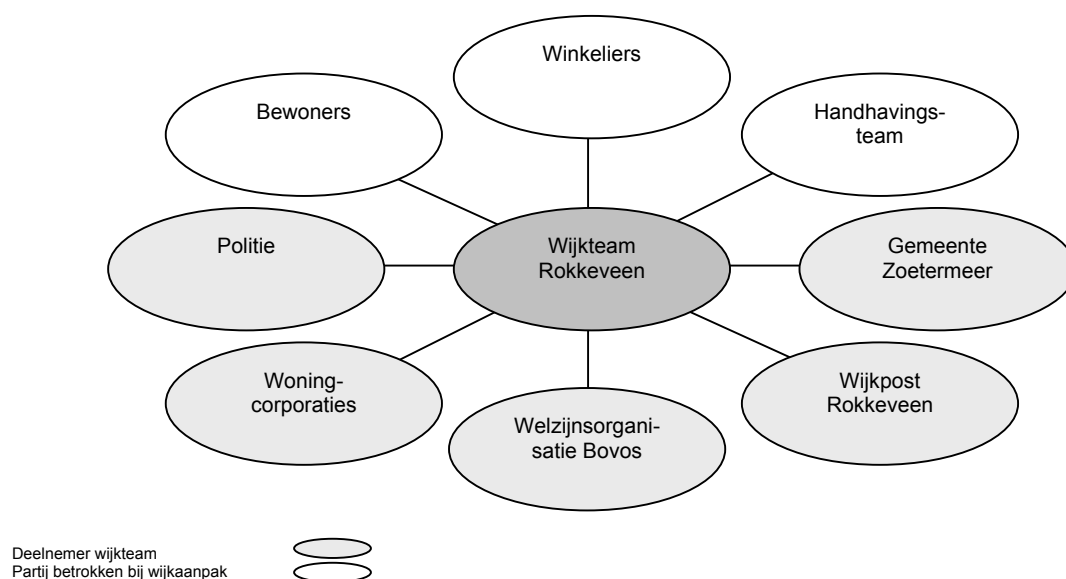 Winkeliers
Bewoners
Handhavings-
team
Politie
Wijkteam
Rokkeveen
Gemeente
Zoetermeer
Woning-
corporaties
Welzijnsorgani-
satie Bovos
Wijkpost
Rokkeveen
Deelnemer wijkteam
Partij betrokken bij wijkaanpak